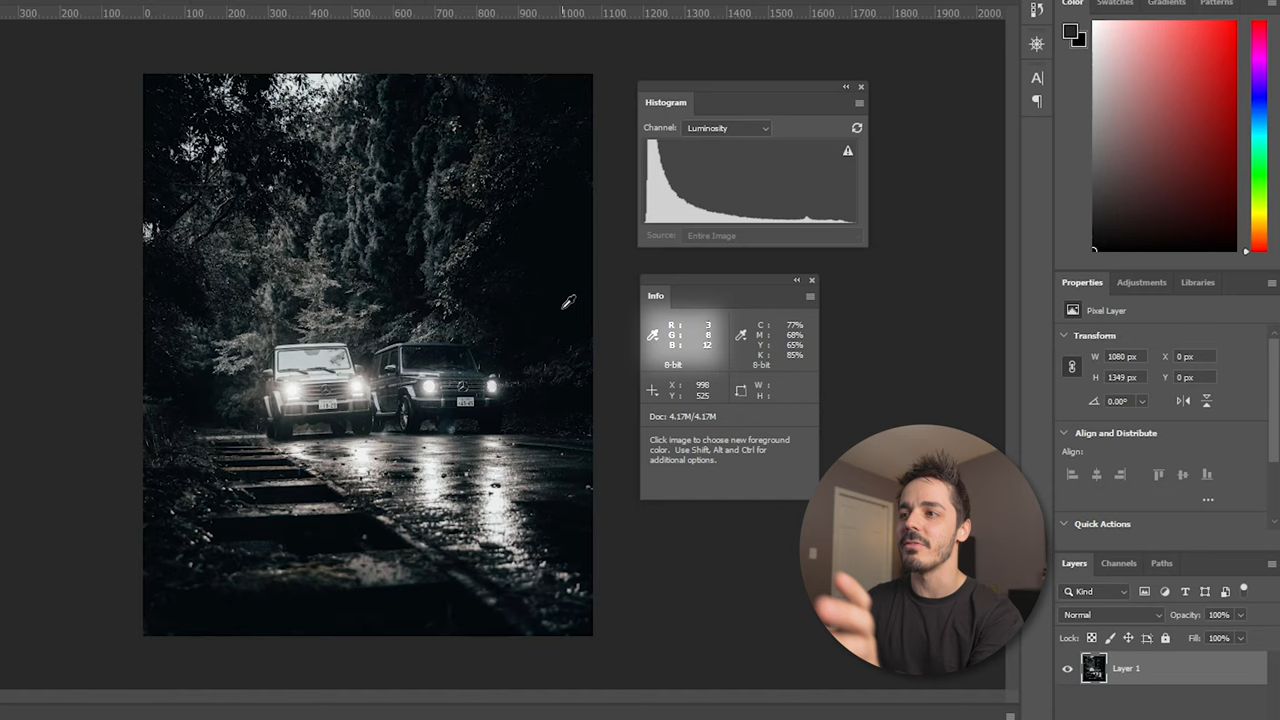 300 200 100 0 100 200 300 400 500 600 700 800 900 1000 1100 1200 1300 1400 1500 1600 1700 1800 1900 2000
Color Swatches Gradients Patterns
Histogram
Channel: Luminosity
Source: Entire Image
Info
R : 3
G : 8
B : 12
8-bit
C : 77%
M : 68%
Y : 65%
K : 85%
8-bit
X : 998
Y : 525
W :
H :
Doc: 4.17M/4.17M
Click image to choose new foreground
color. Use Shift, Alt and Ctrl for
additional options.
A|
Properties Adjustments Libraries
Pixel Layer
Transform
W 1080 px X 0 px
H 1349 px Y 0 px
0.00°
Align and Distribute
Align:
Quick Actions
Layers Channels Paths
Kind
Normal Opacity: 100%
Lock: Fill: 100%
Layer 1